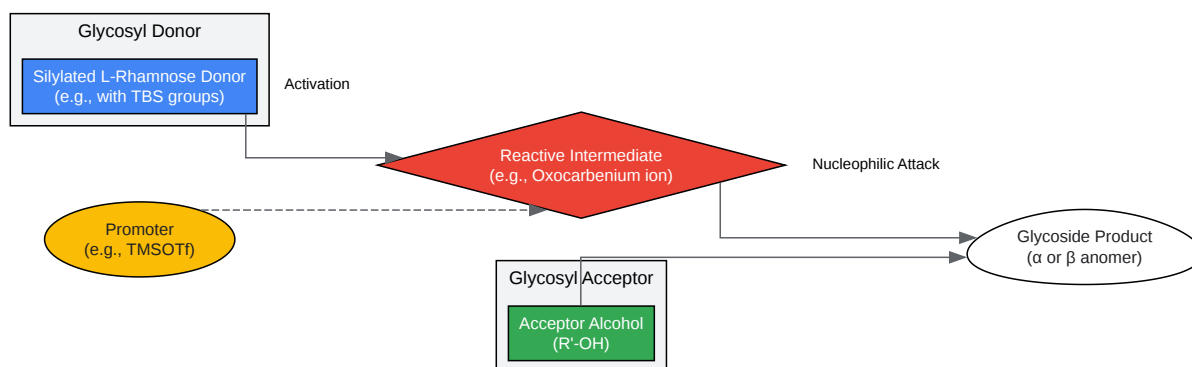 Glycosyl Donor
Silylated L-Rhamnose Donor
(e.g., with TBS groups)
Activation
Reactive Intermediate
(e.g., Oxocarbenium ion)
Nucleophilic Attack
Promoter
(e.g., TMSOTf)
Glycoside Product
(α or β anomer)
Glycosyl Acceptor
Acceptor Alcohol
(R'-OH)